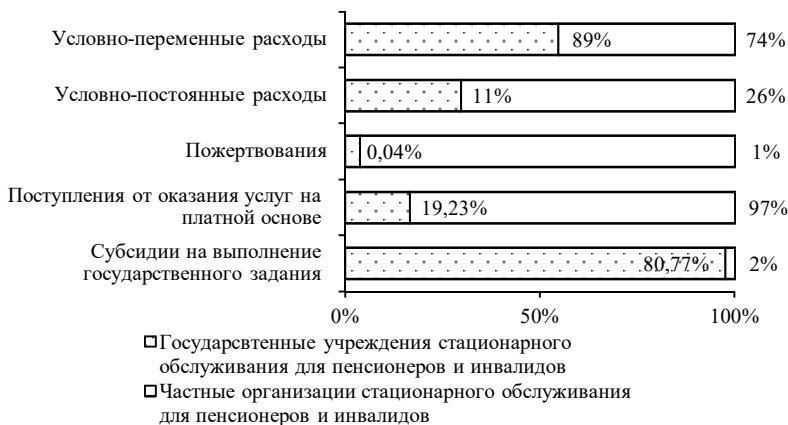 Условно-переменные расходы 89% 74%
Условно-постоянные расходы 11% 26%
Пожертвования 0,04% 1%
Поступления от оказания услуг на
платной основе 19,23% 97%
Субсидии на выполнение
государственного задания 80,77% 2%
0% 50% 100%
Государсвтенные учреждения стационарного
обслуживания для пенсионеров и инвалидов
Частные организации стационарного обслуживания
для пенсионеров и инвалидов